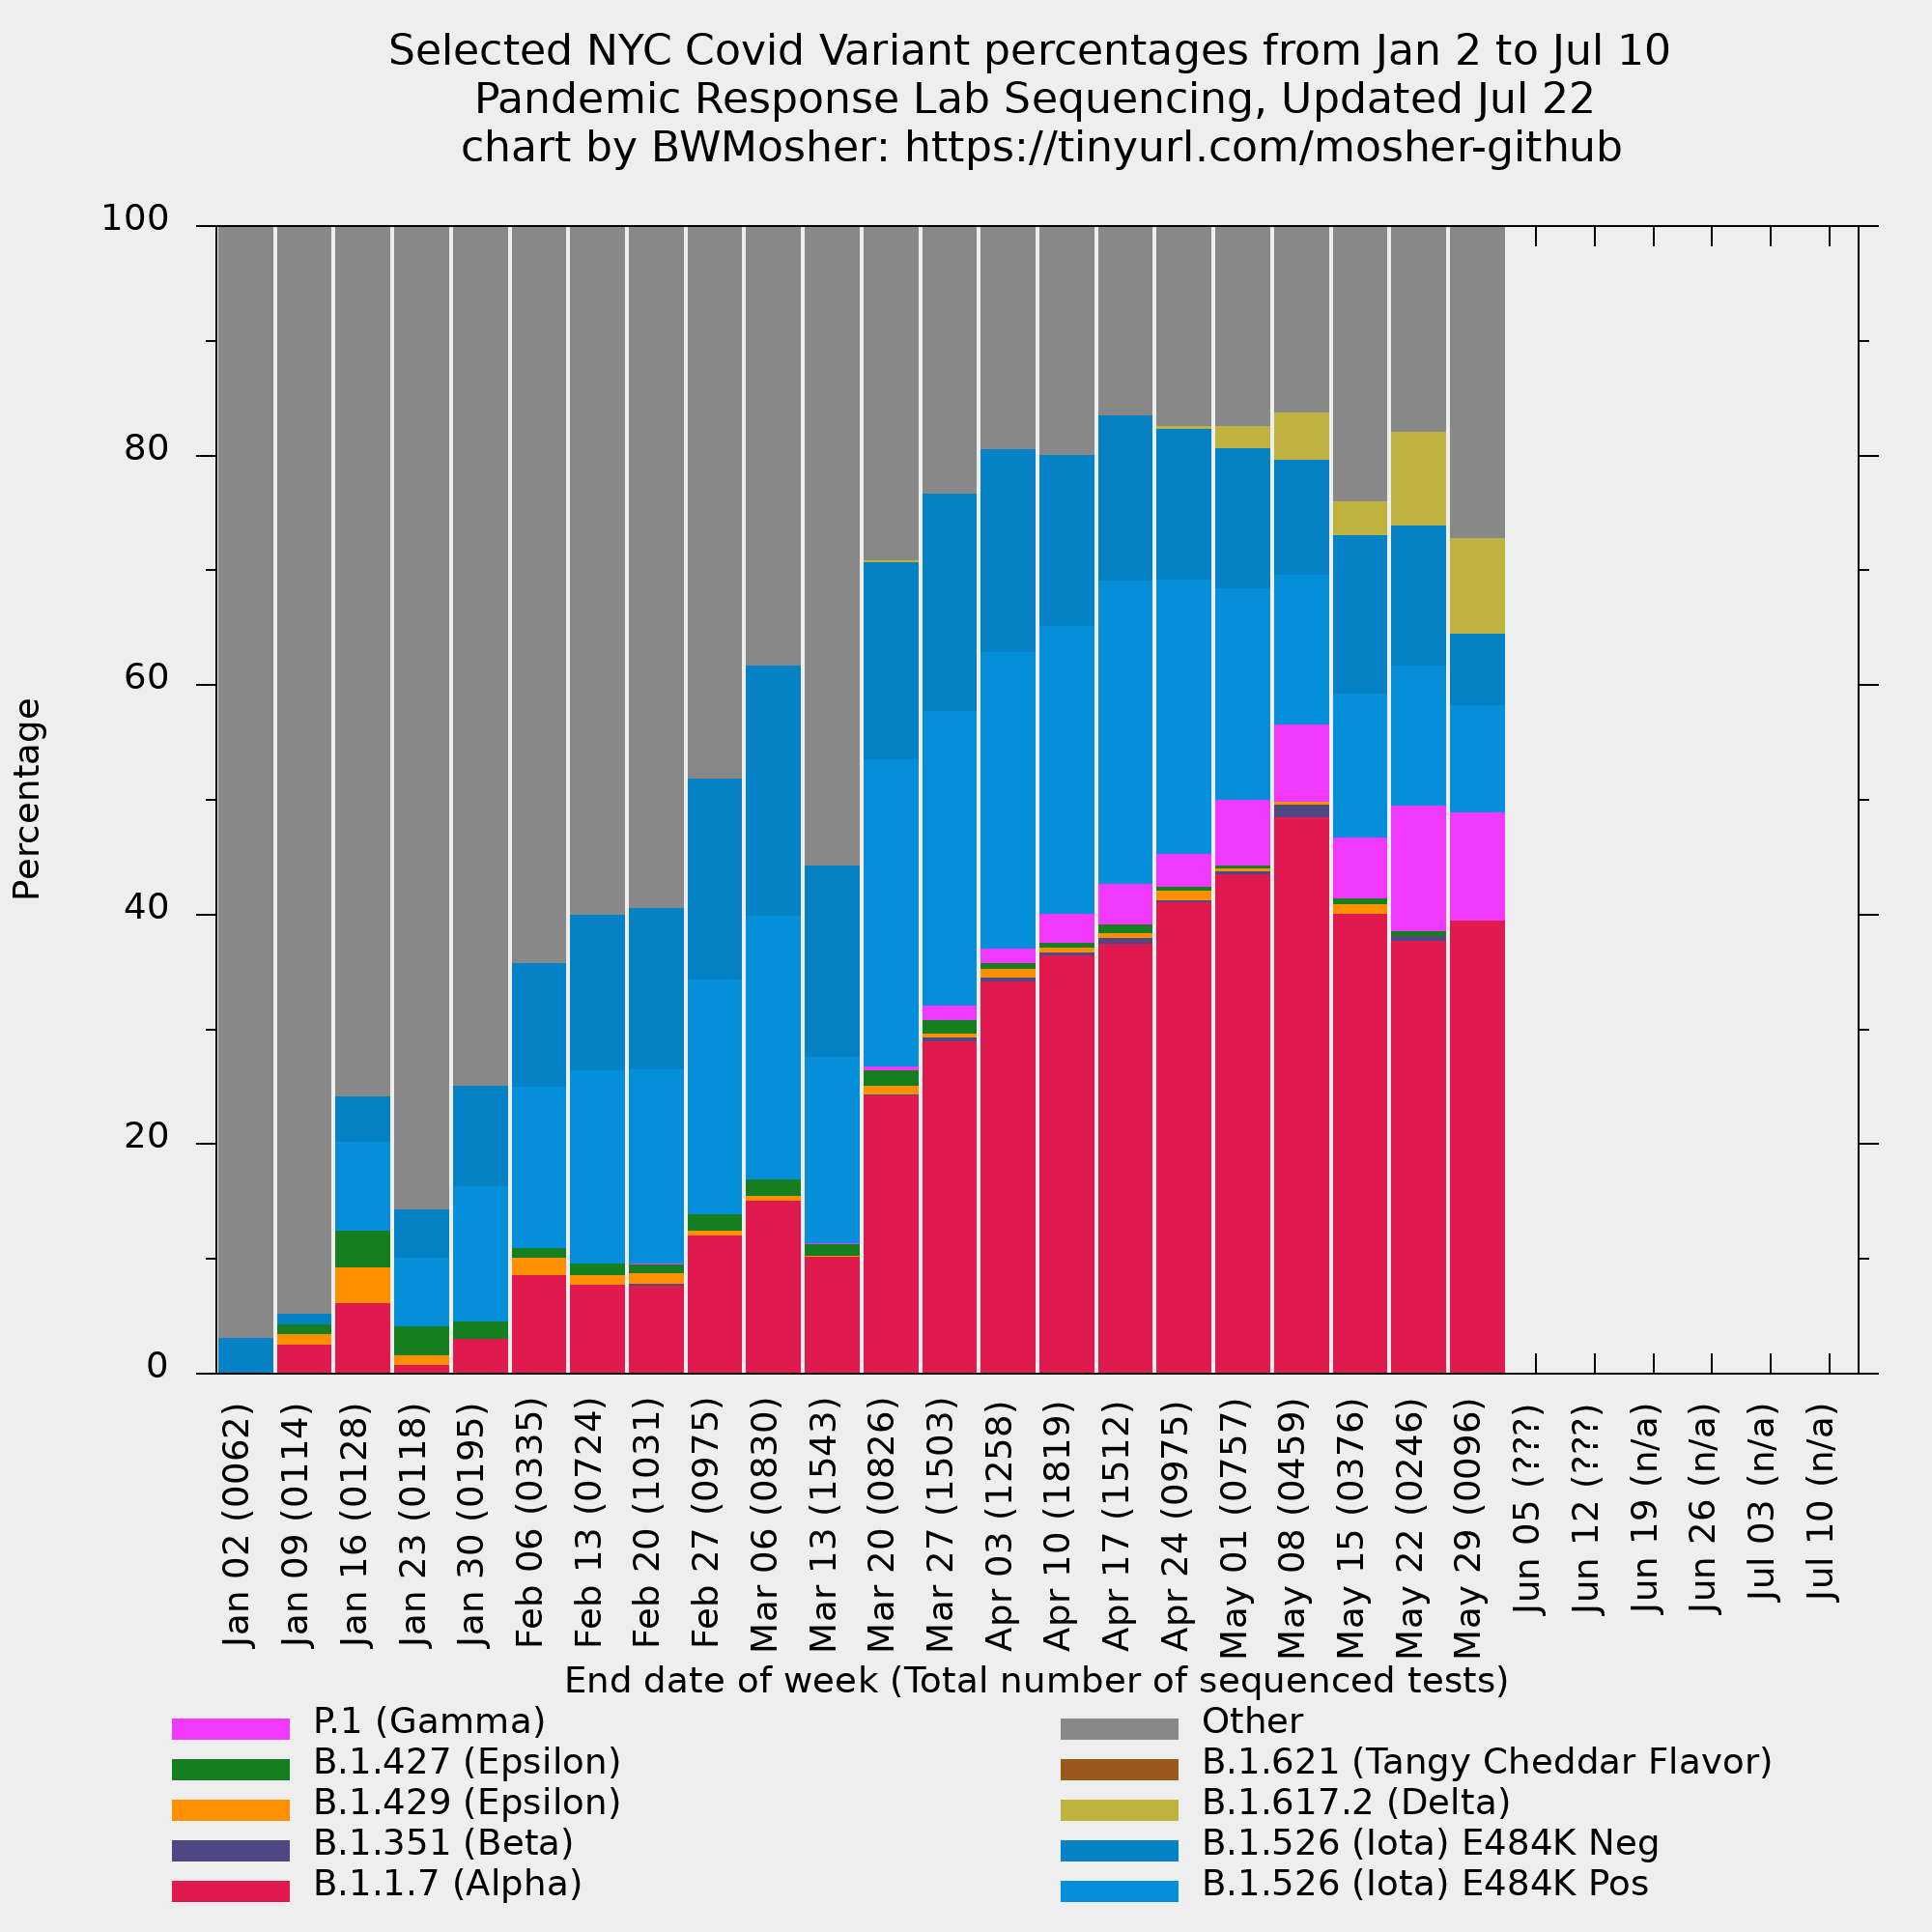 Selected NYC Covid Variant percentages from Jan 2 to Jul 10
Pandemic Response Lab Sequencing, Updated Jul 22
chart by BWMosher: https://tinyurl.com/mosher-github
100
80
60
40
20
0
Percentage
Jan 02 (0062)
Jan 09 (0114)
Jan 16 (0128)
Jan 23 (0118)
Jan 30 (0195)
Feb 06 (0335)
Feb 13 (0724)
Feb 20 (1031)
Feb 27 (0975)
Mar 06 (0830)
Mar 13 (1543)
Mar 20 (0826)
Mar 27 (1503)
Apr 03 (1258)
Apr 10 (1819)
Apr 17 (1512)
Apr 24 (0975)
May 01 (0757)
May 08 (0459)
May 15 (0376)
May 22 (0246)
May 29 (0096)
Jun 05 (???)
Jun 12 (???)
Jun 19 (n/a)
Jun 26 (n/a)
Jul 03 (n/a)
Jul 10 (n/a)
End date of week (Total number of sequenced tests)
P.1 (Gamma)
B.1.427 (Epsilon)
B.1.429 (Epsilon)
B.1.351 (Beta)
B.1.1.7 (Alpha)
Other
B.1.621 (Tangy Cheddar Flavor)
B.1.617.2 (Delta)
B.1.526 (Iota) E484K Neg
B.1.526 (Iota) E484K Pos